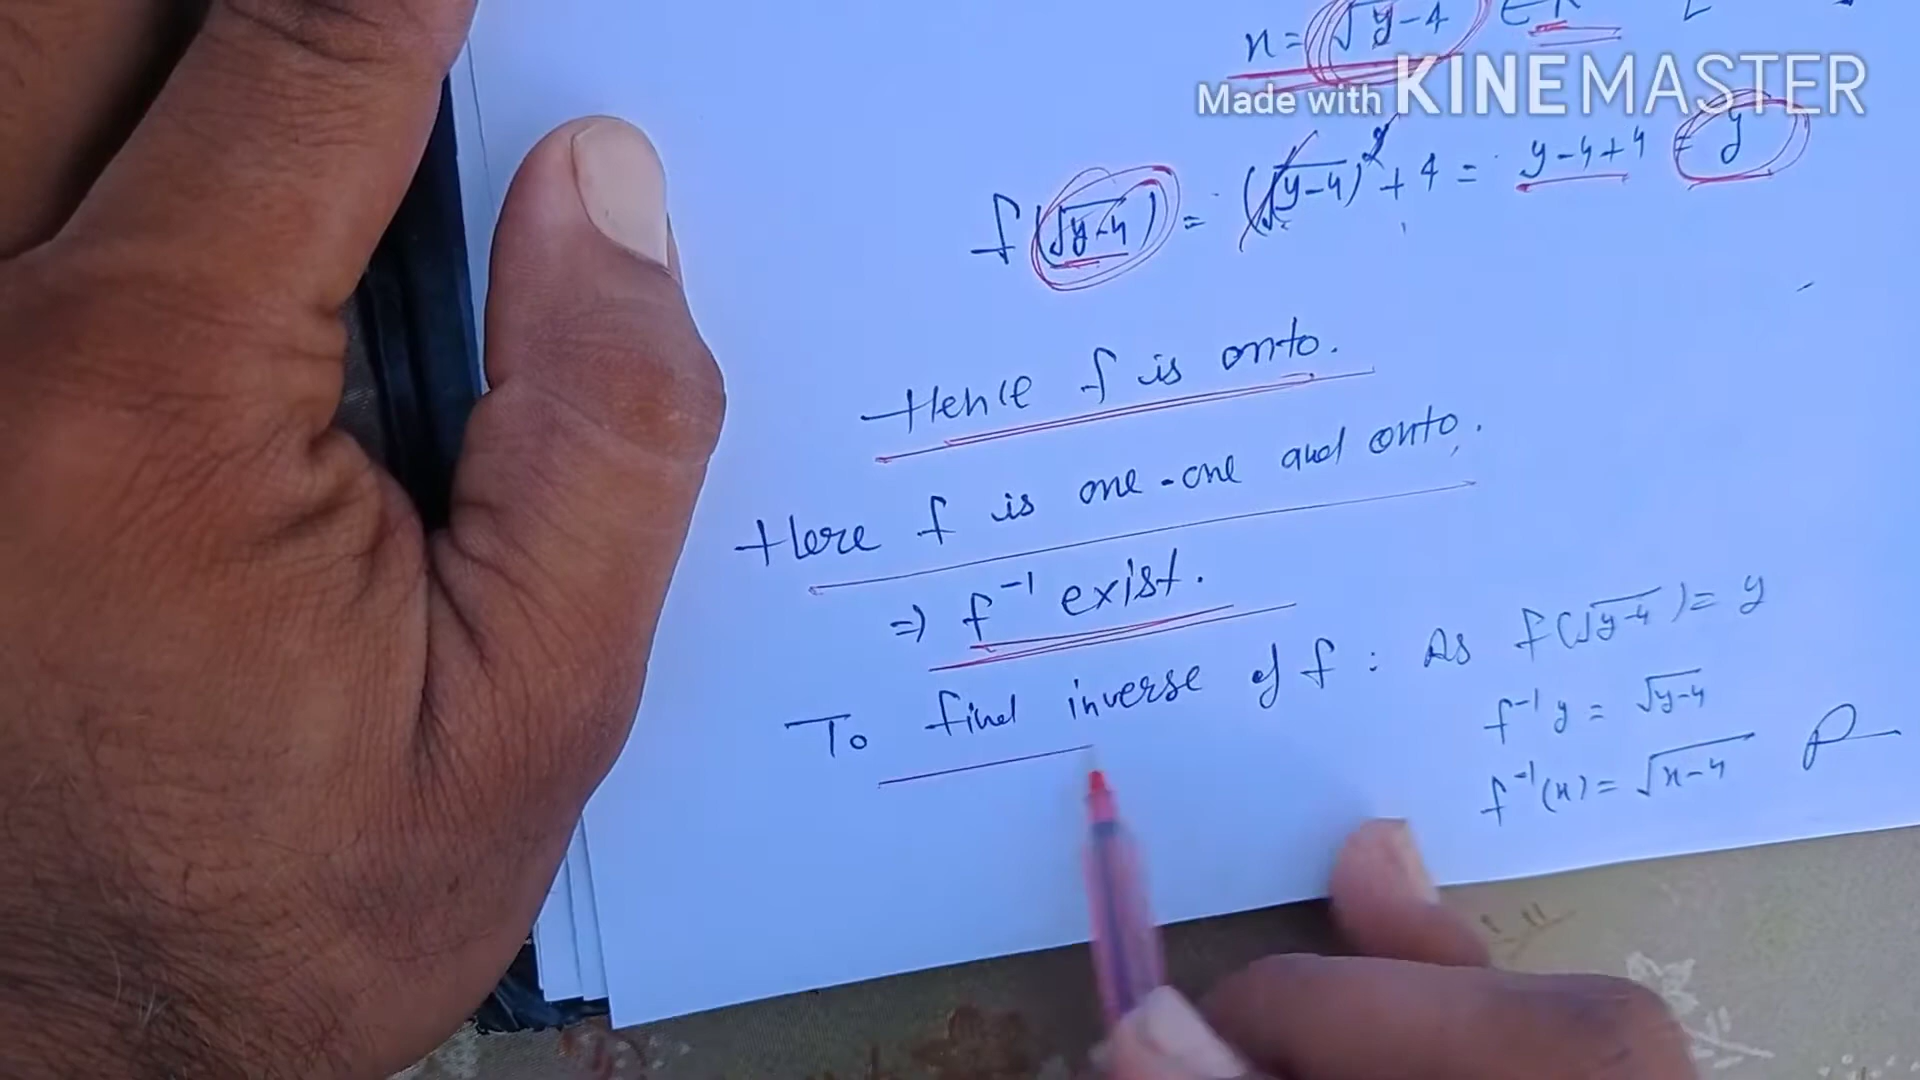 x = √y-4 ∈ R
Made with KINEMASTER
f(√y-4) = (√y-4)² + 4 = y-4+4 = y
Hence f is onto.
Here f is one-one and onto.
⇒ f⁻¹ exist.
To find inverse of f : As f(√y-4) = y
f⁻¹ y = √y-4
f⁻¹(x) = √x-4